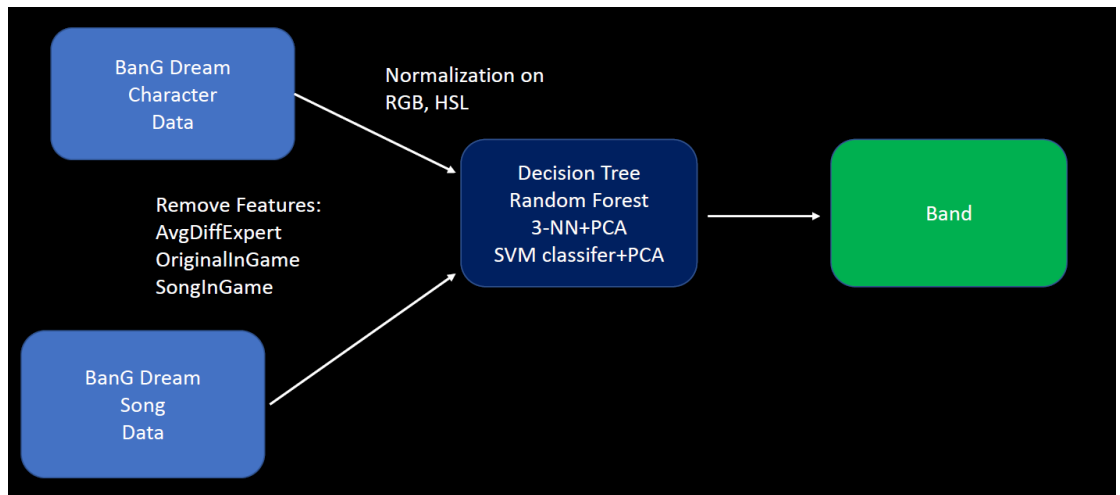 BanG Dream
Character
Data
Normalization on
RGB, HSL
Remove Features:
AvgDiffExpert
OriginalInGame
SongInGame
Decision Tree
Random Forest
3-NN+PCA
SVM classifer+PCA
Band
BanG Dream
Song
Data